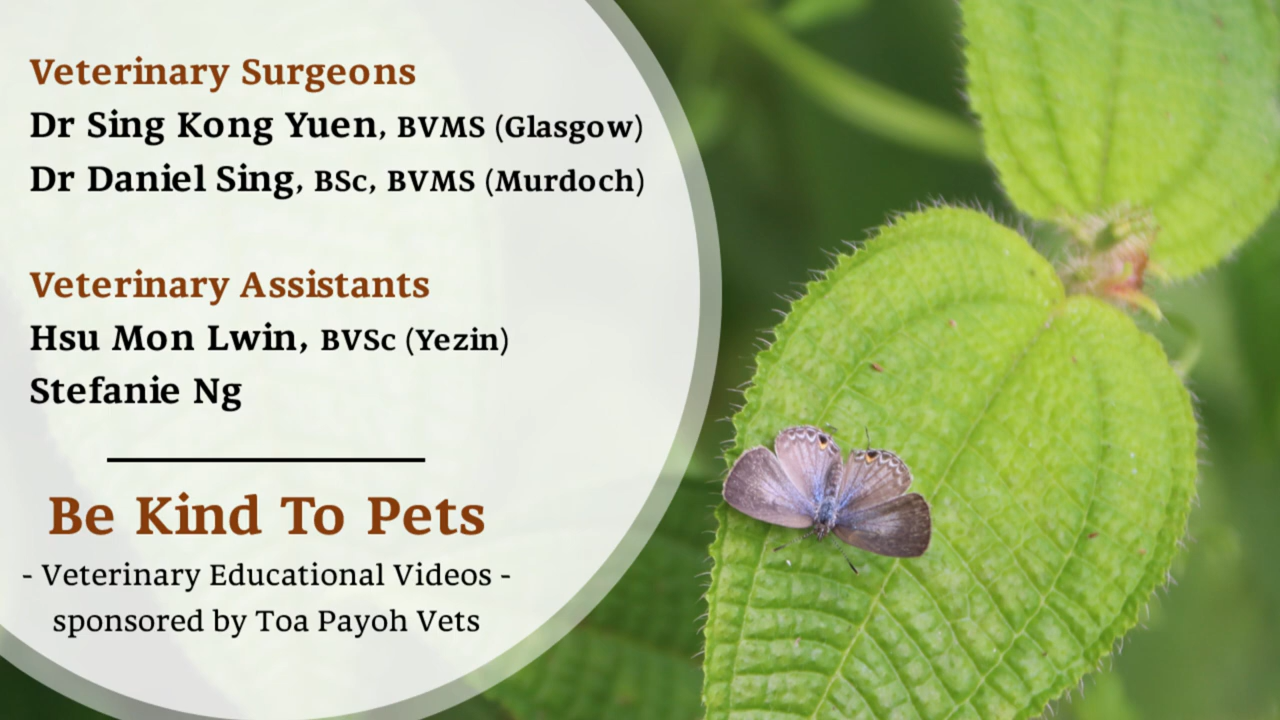 Veterinary Surgeons
Dr Sing Kong Yuen, BVMS (Glasgow)
Dr Daniel Sing, BSc, BVMS (Murdoch)
Veterinary Assistants
Hsu Mon Lwin, BVSc (Yezin)
Stefanie Ng
Be Kind To Pets
- Veterinary Educational Videos -
sponsored by Toa Payoh Vets